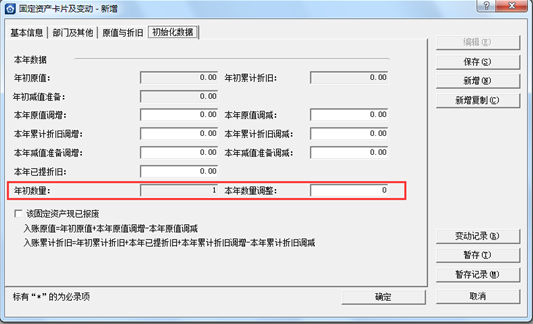 固定资产卡片及变动 - 新增
基本信息 部门及其他 原值与折旧 初始化数据
编辑(E)
本年数据
保存(S)
年初原值: 0.00 年初累计折旧: 0.00
新增(N)
年初减值准备: 0.00
新增复制(C)
本年原值调增: 0.00 本年原值调减: 0.00
本年累计折旧调增: 0.00 本年累计折旧调减: 0.00
本年减值准备调增: 0.00 本年减值准备调减: 0.00
本年已提折旧: 0.00
年初数量: 1 本年数量调整: 0
该固定资产现已报废
入账原值=年初原值+本年原值调增-本年原值调减
变动记录(R)
入账累计折旧=年初累计折旧+本年已提折旧+本年累计折旧调增-本年累计折旧调减
暂存(T)
暂存记录(M)
标有“*”的为必录项 确定 取消